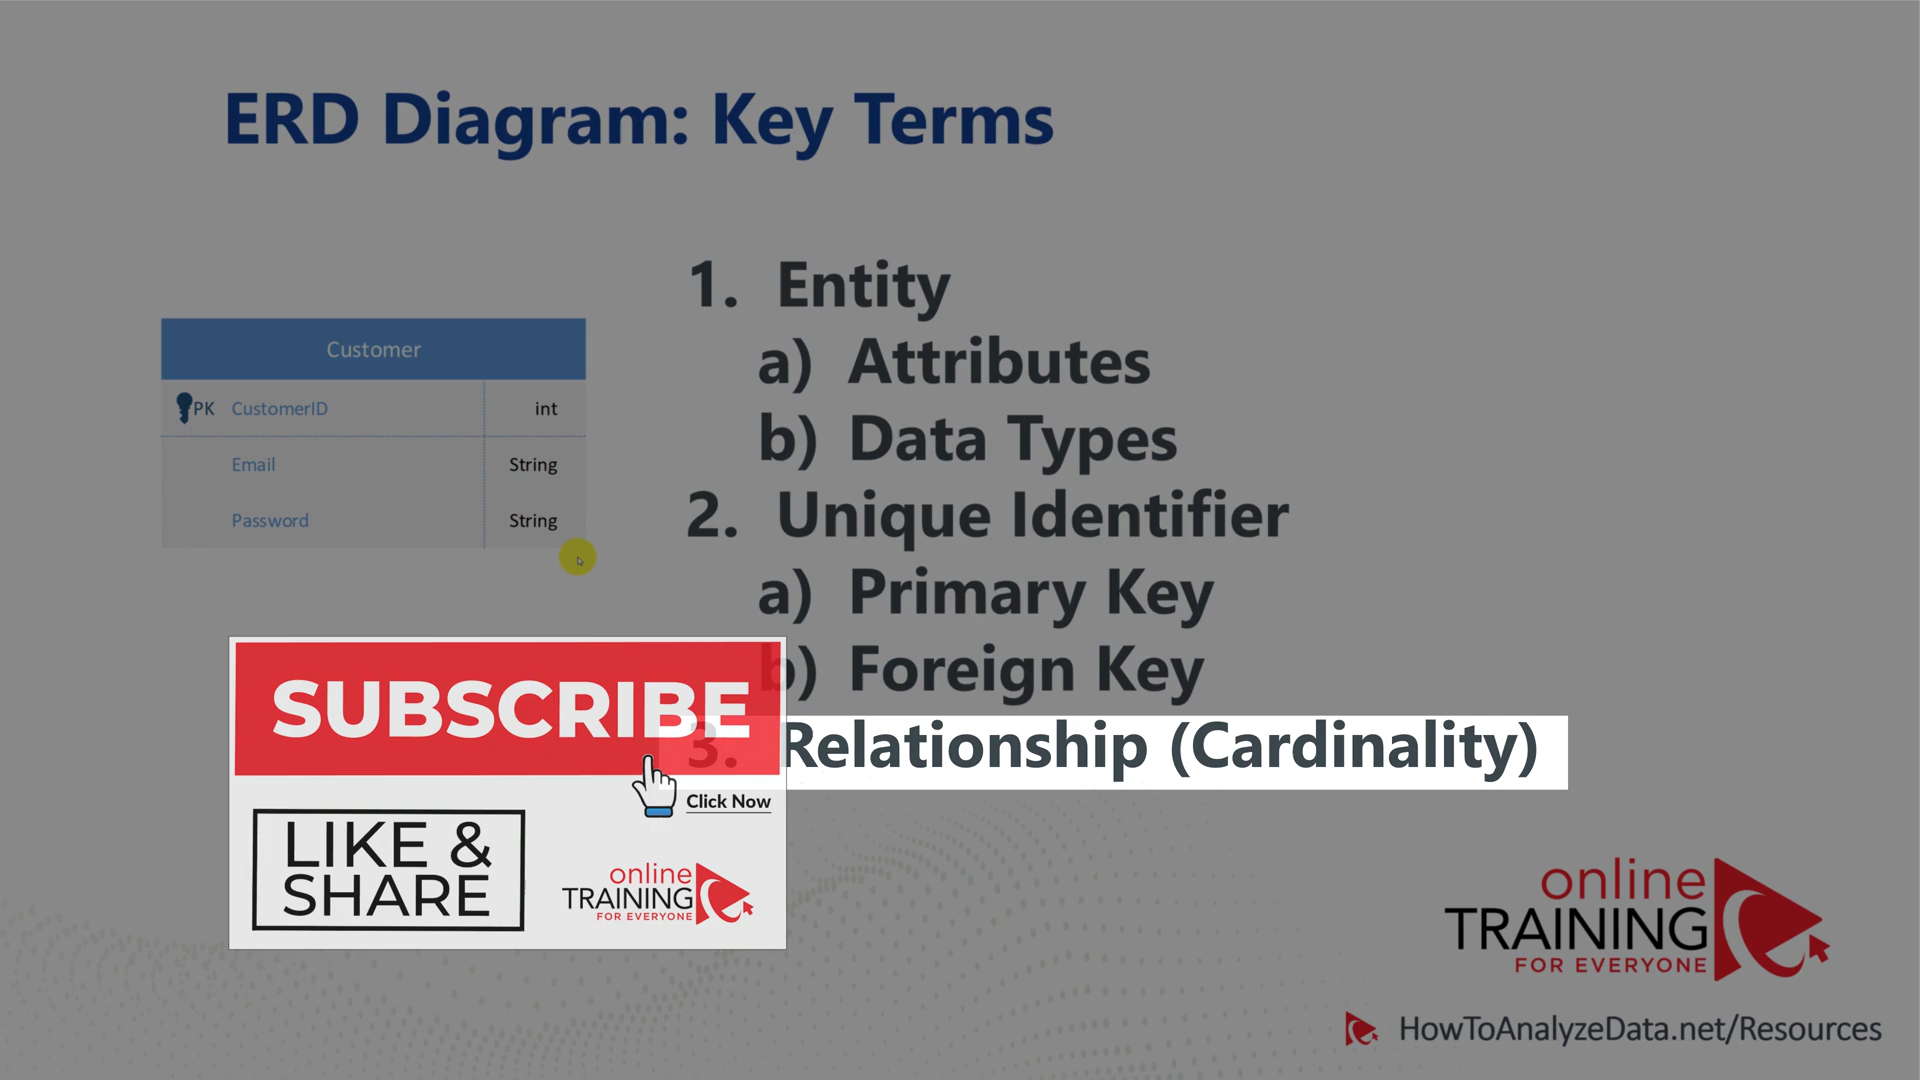 ERD Diagram: Key Terms
Customer
PK CustomerID int
Email String
Password String
1. Entity
a) Attributes
b) Data Types
2. Unique Identifier
a) Primary Key
b) Foreign Key
3. Relationship (Cardinality)
SUBSCRIBE
Click Now
LIKE &
SHARE
online
TRAINING
FOR EVERYONE
online
TRAINING
FOR EVERYONE
HowToAnalyzeData.net/Resources